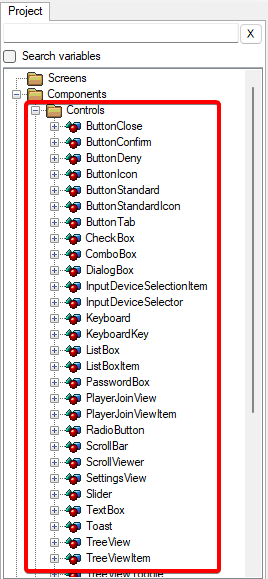 Project
X
Search variables
Screens
Components
Controls
ButtonClose
ButtonConfirm
ButtonDeny
ButtonIcon
ButtonStandard
ButtonStandardIcon
ButtonTab
CheckBox
ComboBox
DialogBox
InputDeviceSelectionItem
InputDeviceSelector
Keyboard
KeyboardKey
ListBox
ListBoxItem
PasswordBox
PlayerJoinView
PlayerJoinViewItem
RadioButton
ScrollBar
ScrollViewer
SettingsView
Slider
TextBox
Toast
TreeView
TreeViewItem
TreeViewToggle